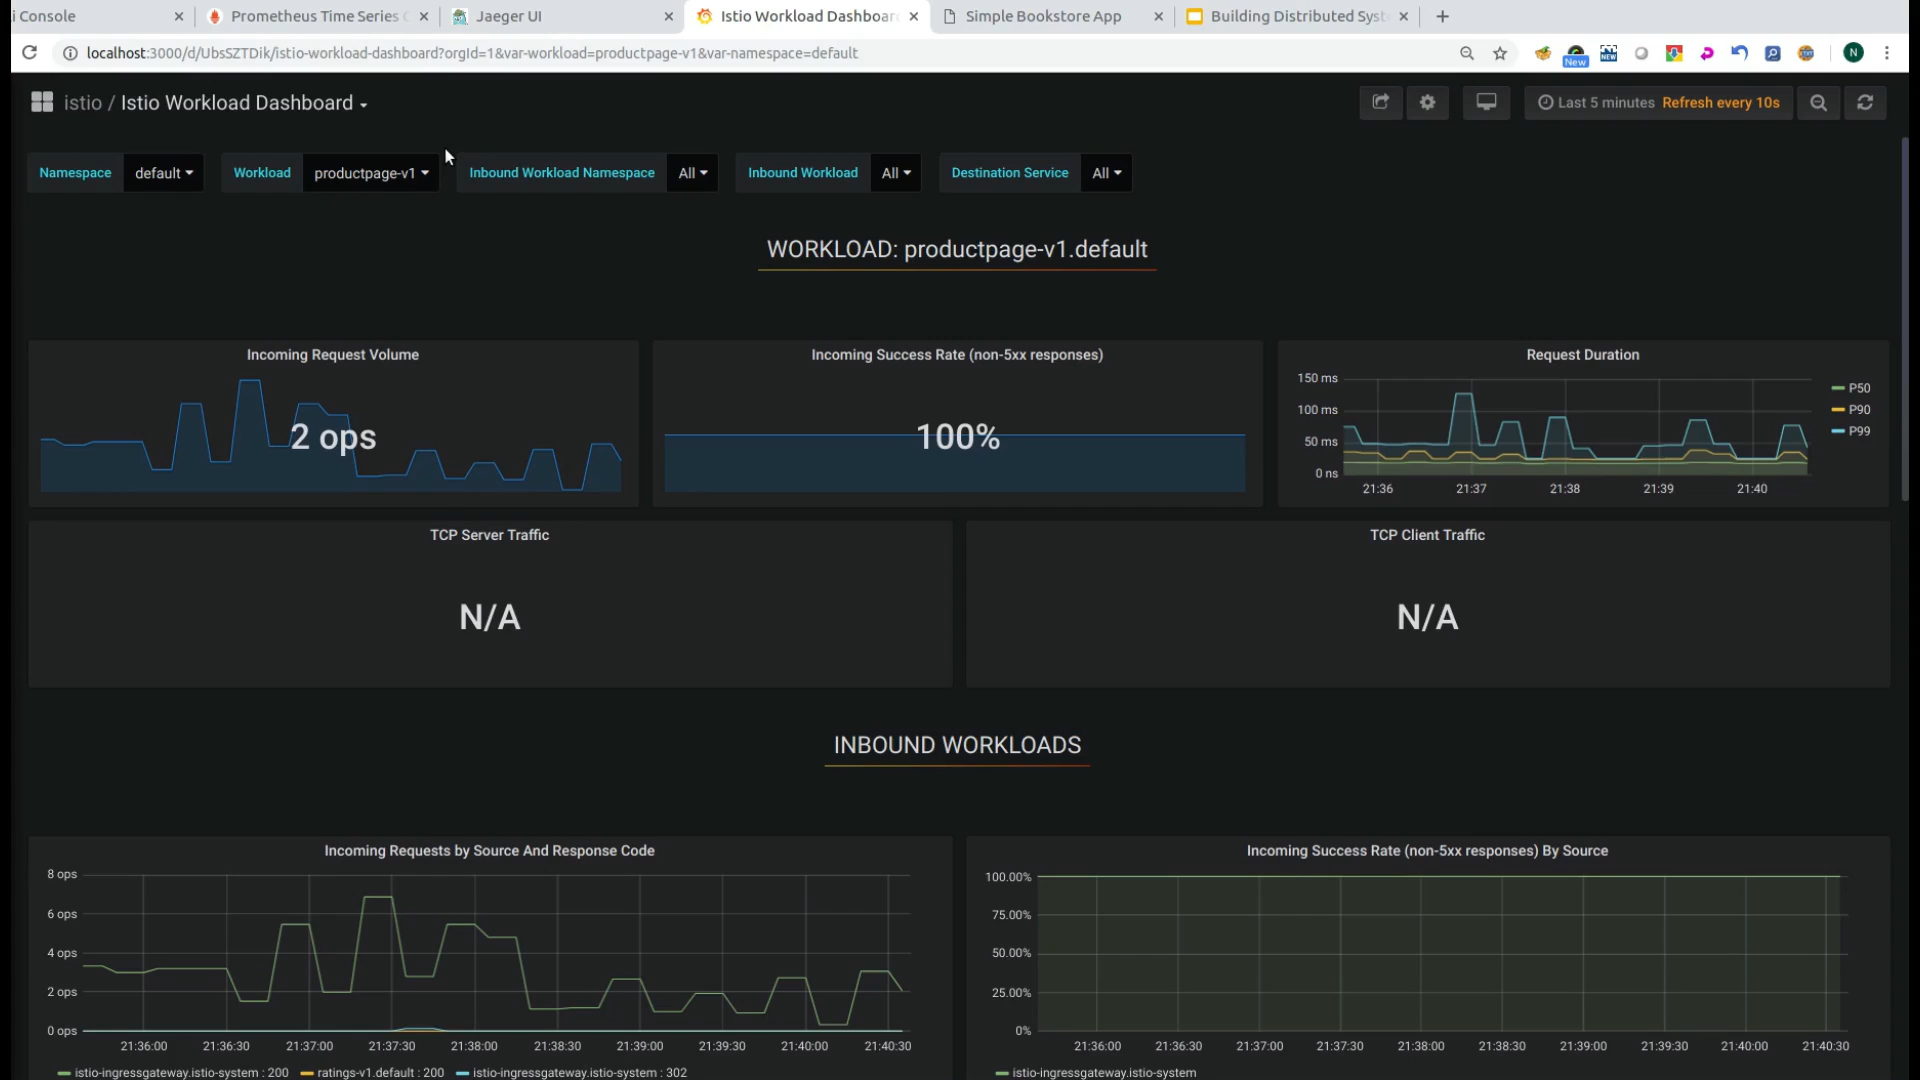 i Console
Prometheus Time Series C
Jaeger UI
Istio Workload Dashboar
Simple Bookstore App
Building Distributed Syst
localhost:3000/d/UbsSZTDik/istio-workload-dashboard?orgId=1&var-workload=productpage-v1&var-namespace=default
New
NEW
N
istio / Istio Workload Dashboard
Last 5 minutes Refresh every 10s
Namespace default
Workload productpage-v1
Inbound Workload Namespace All
Inbound Workload All
Destination Service All
WORKLOAD: productpage-v1.default
Incoming Request Volume
2 ops
Incoming Success Rate (non-5xx responses)
100%
Request Duration
150 ms
100 ms
50 ms
0 ns
21:36 21:37 21:38 21:39 21:40
P50
P90
P99
TCP Server Traffic
N/A
TCP Client Traffic
N/A
INBOUND WORKLOADS
Incoming Requests by Source And Response Code
8 ops
6 ops
4 ops
2 ops
0 ops
21:36:00 21:36:30 21:37:00 21:37:30 21:38:00 21:38:30 21:39:00 21:39:30 21:40:00 21:40:30
istio-ingressgateway.istio-system : 200 ratings-v1.default : 200 istio-ingressgateway.istio-system : 302
Incoming Success Rate (non-5xx responses) By Source
100.00%
75.00%
50.00%
25.00%
0%
21:36:00 21:36:30 21:37:00 21:37:30 21:38:00 21:38:30 21:39:00 21:39:30 21:40:00 21:40:30
istio-ingressgateway.istio-system